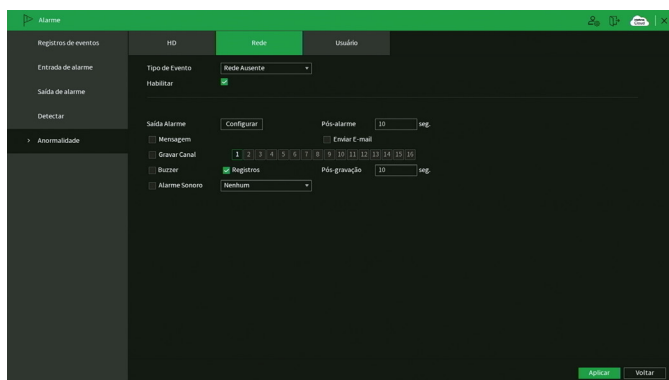 Alarme
Registros de eventos
Entrada de alarme
Saída de alarme
Detectar
> Anormalidade
HD Rede Usuário
Tipo de Evento Rede Ausente
Habilitar
Saída Alarme Configurar Pós-alarme 10 seg.
Mensagem Enviar E-mail
Gravar Canal 1 2 3 4 5 6 7 8 9 10 11 12 13 14 15 16
Buzzer Registros Pós-gravação 10 seg.
Alarme Sonoro Nenhum
Aplicar Voltar